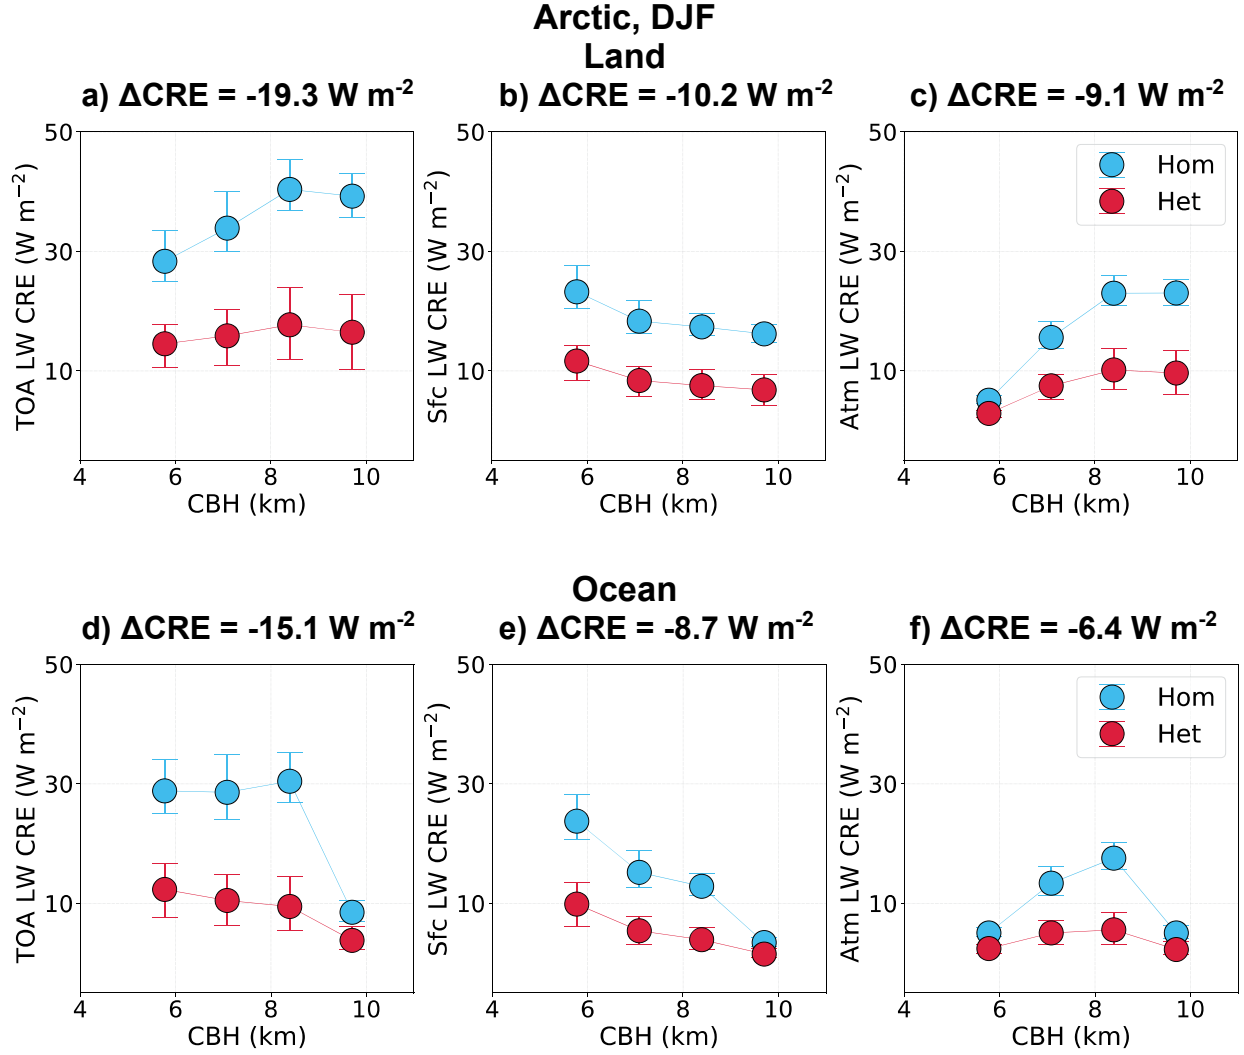 Arctic, DJF
Land
a) ΔCRE = -19.3 W m-2
b) ΔCRE = -10.2 W m-2
c) ΔCRE = -9.1 W m-2
50
30
10
TOA LW CRE (W m−2)
4 6 8 10
CBH (km)
50
30
10
Sfc LW CRE (W m−2)
4 6 8 10
CBH (km)
50
30
10
Atm LW CRE (W m−2)
Hom
Het
4 6 8 10
CBH (km)
Ocean
d) ΔCRE = -15.1 W m-2
e) ΔCRE = -8.7 W m-2
f) ΔCRE = -6.4 W m-2
50
30
10
TOA LW CRE (W m−2)
4 6 8 10
CBH (km)
50
30
10
Sfc LW CRE (W m−2)
4 6 8 10
CBH (km)
50
30
10
Atm LW CRE (W m−2)
Hom
Het
4 6 8 10
CBH (km)